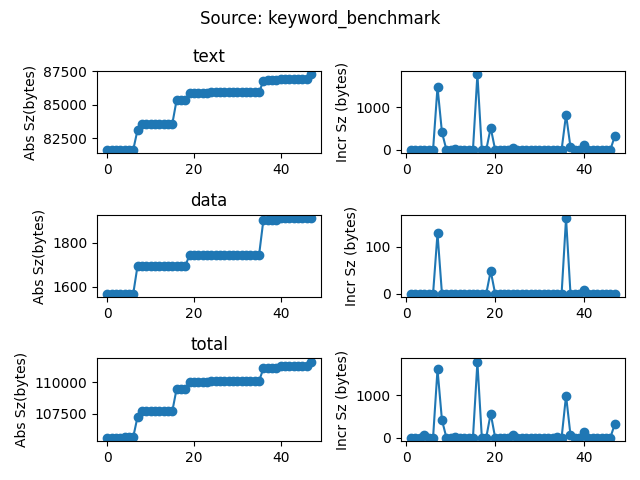 Source: keyword_benchmark
text
Abs Sz(bytes)
87500
85000
82500
0 20 40
Incr Sz (bytes)
1000
0
0 20 40
data
Abs Sz(bytes)
1800
1600
0 20 40
Incr Sz (bytes)
100
0
0 20 40
total
Abs Sz(bytes)
110000
107500
0 20 40
Incr Sz (bytes)
1000
0
0 20 40